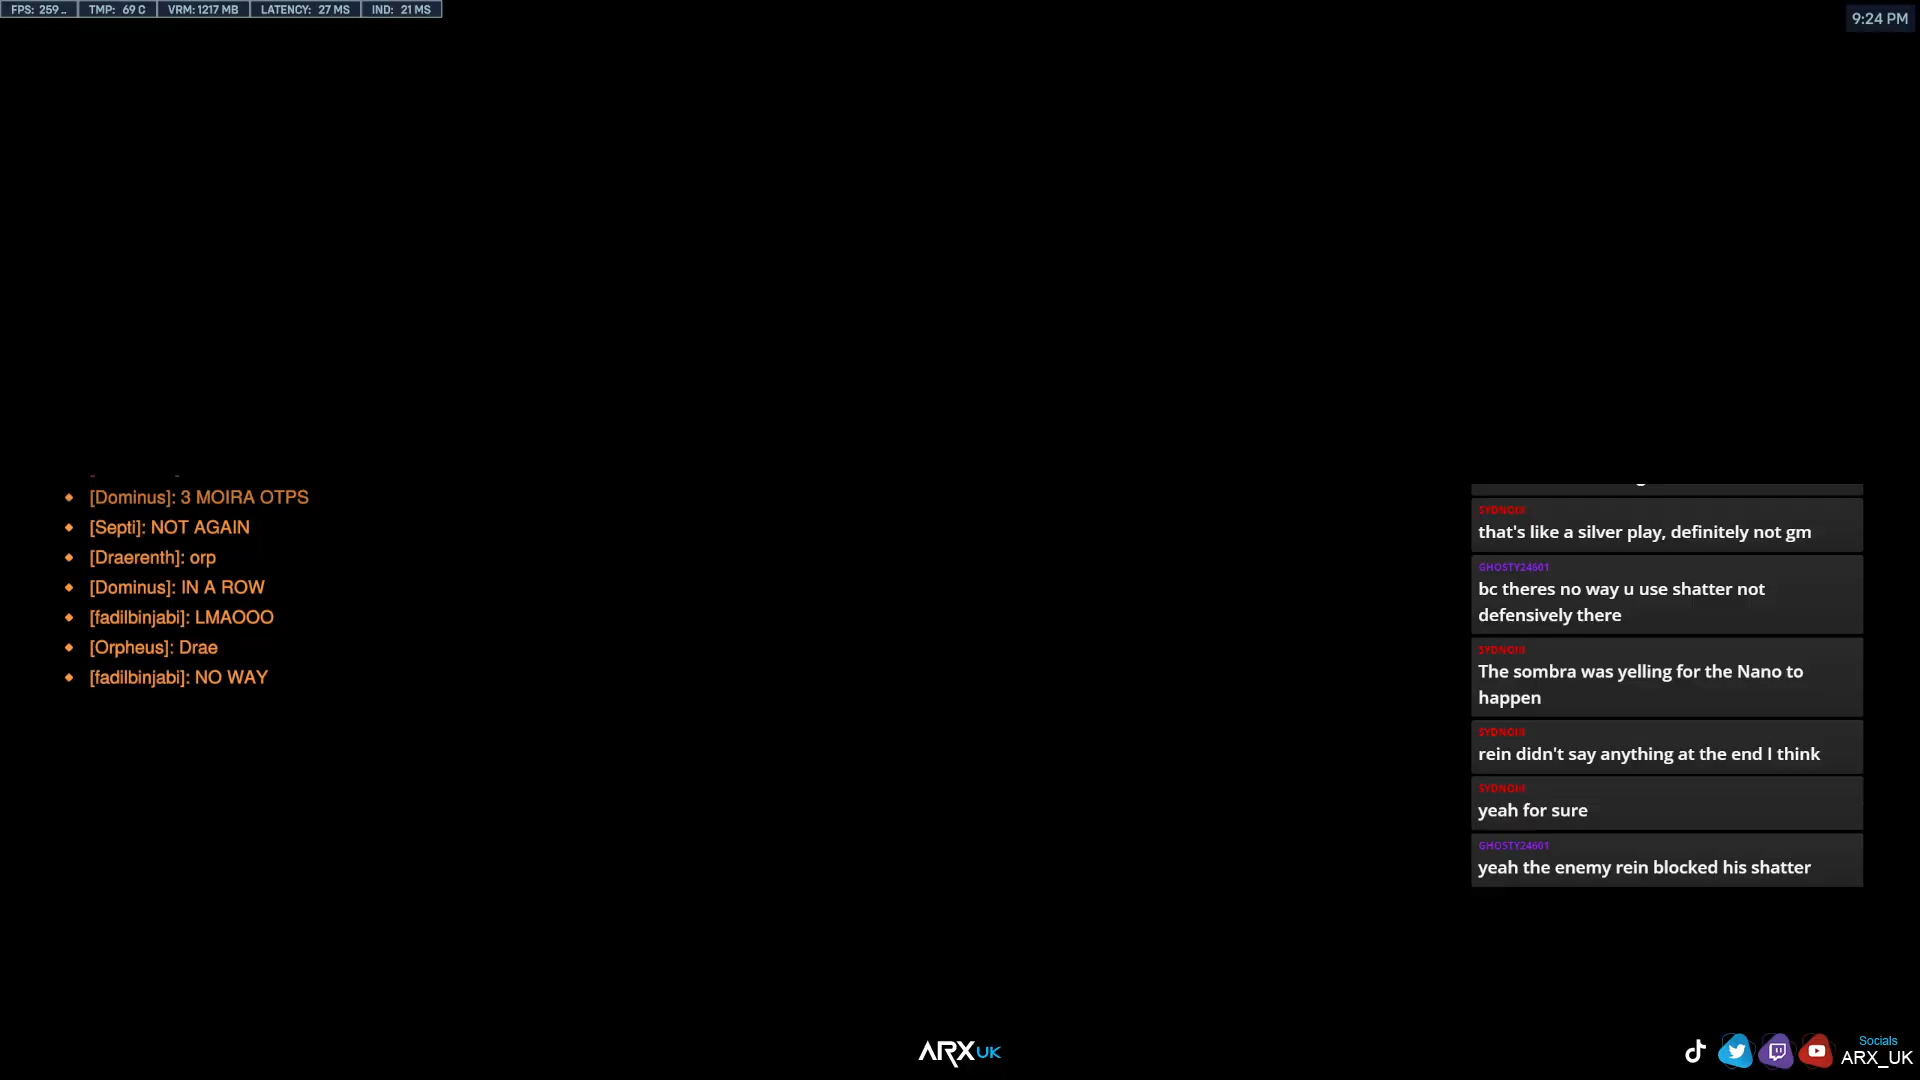 FPS: 259 ..
TMP: 69 C
VRM: 1217 MB
LATENCY: 27 MS
IND: 21 MS
9:24 PM
[Dominus]: 3 MOIRA OTPS
[Septi]: NOT AGAIN
[Draerenth]: orp
[Dominus]: IN A ROW
[fadilbinjabi]: LMAOOO
[Orpheus]: Drae
[fadilbinjabi]: NO WAY
that's like a silver play, definitely not gm
GHOSTY24601
bc theres no way u use shatter not
defensively there
The sombra was yelling for the Nano to
happen
rein didn't say anything at the end I think
yeah for sure
GHOSTY24601
yeah the enemy rein blocked his shatter
ARX UK
Socials
ARX_UK